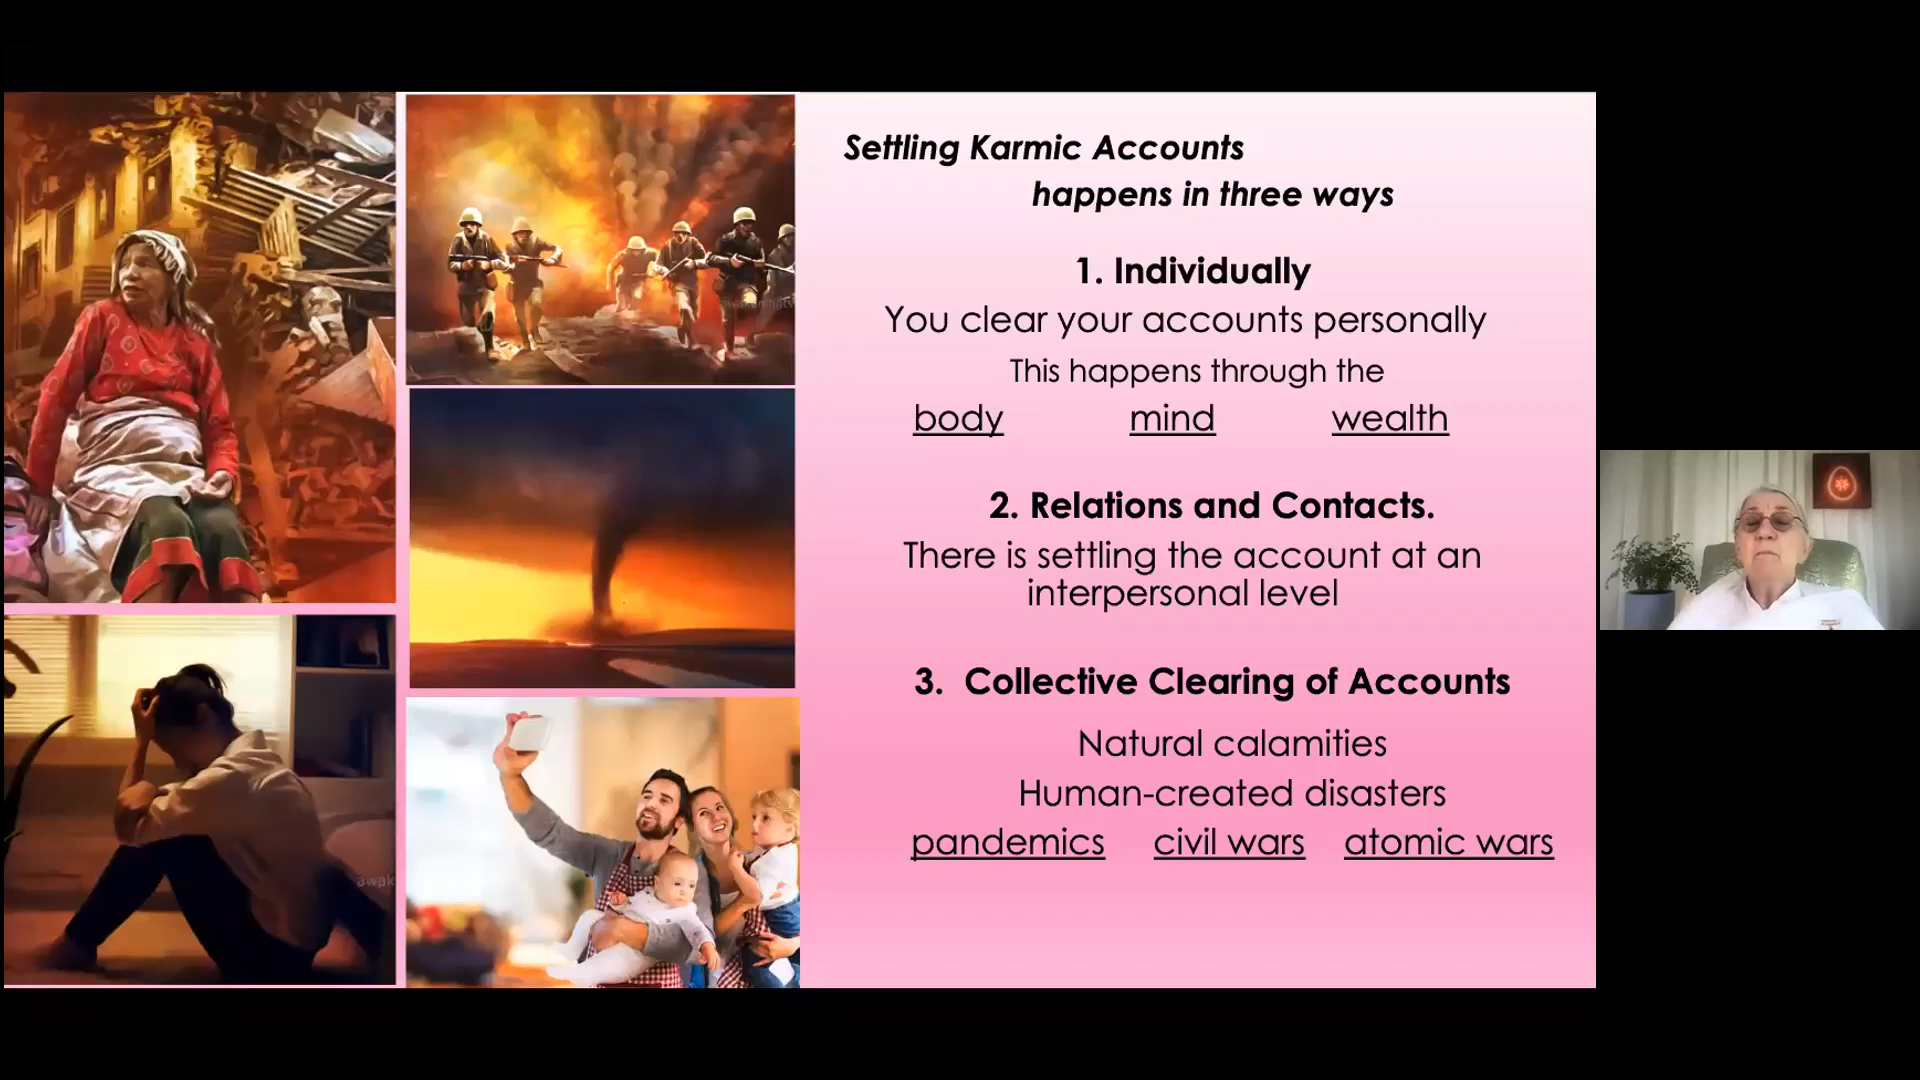 Settling Karmic Accounts
happens in three ways
1. Individually
You clear your accounts personally
This happens through the
body mind wealth
2. Relations and Contacts.
There is settling the account at an
interpersonal level
3. Collective Clearing of Accounts
Natural calamities
Human-created disasters
pandemics civil wars atomic wars
awak